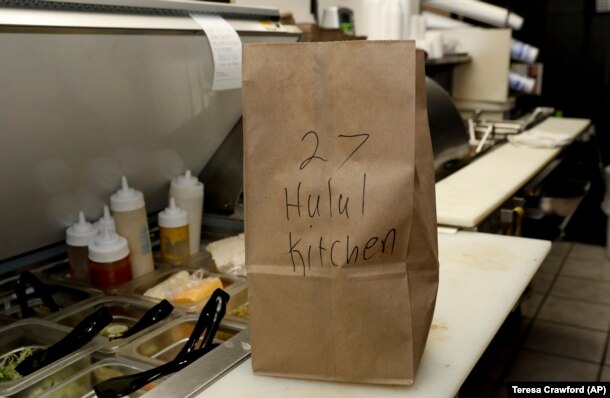 27
Hulul
Kitchen
Teresa Crawford (AP)